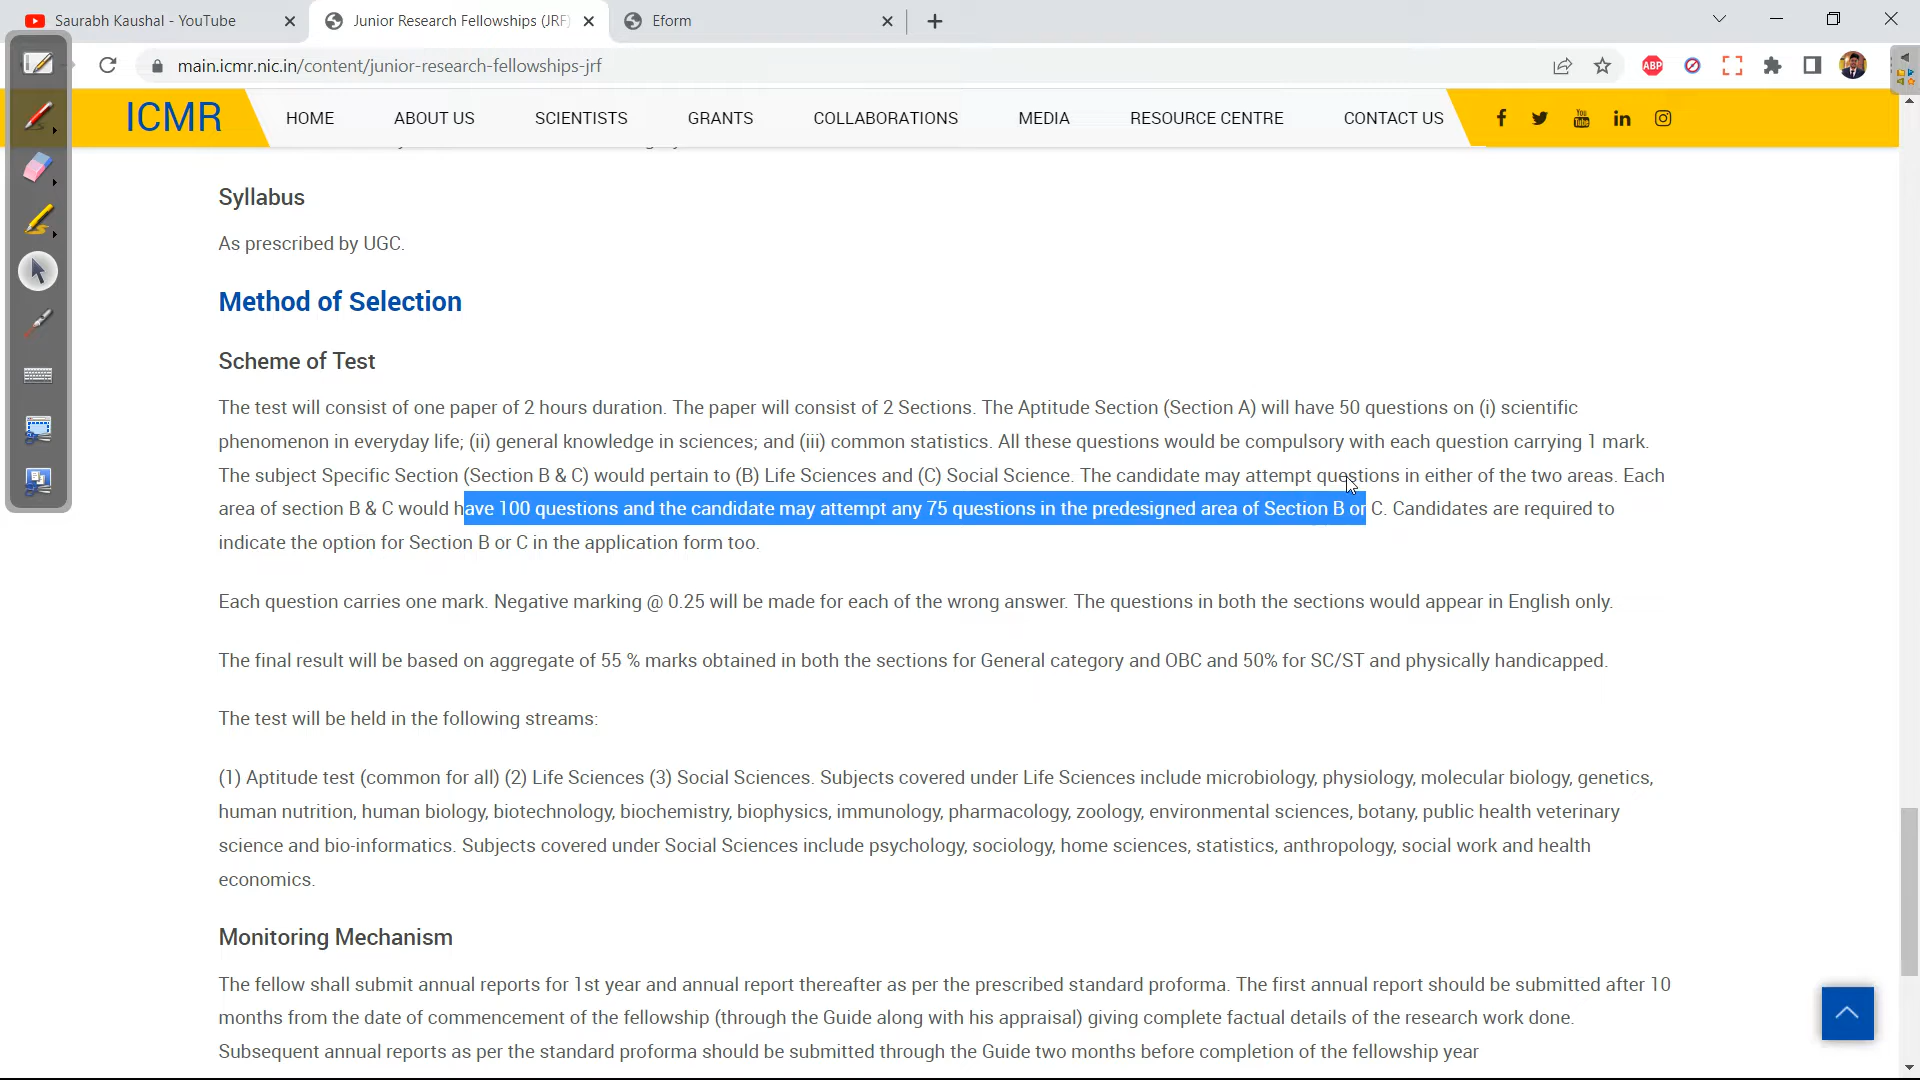 Saurabh Kaushal - YouTube
Junior Research Fellowships (JRF)
Eform
main.icmr.nic.in/content/junior-research-fellowships-jrf
ABP
ICMR
HOME
ABOUT US
SCIENTISTS
GRANTS
COLLABORATIONS
MEDIA
RESOURCE CENTRE
CONTACT US
Syllabus
As prescribed by UGC.
Method of Selection
Scheme of Test
The test will consist of one paper of 2 hours duration. The paper will consist of 2 Sections. The Aptitude Section (Section A) will have 50 questions on (i) scientific
phenomenon in everyday life; (ii) general knowledge in sciences; and (iii) common statistics. All these questions would be compulsory with each question carrying 1 mark.
The subject Specific Section (Section B & C) would pertain to (B) Life Sciences and (C) Social Science. The candidate may attempt questions in either of the two areas. Each
area of section B & C would have 100 questions and the candidate may attempt any 75 questions in the predesigned area of Section B or C. Candidates are required to
indicate the option for Section B or C in the application form too.
Each question carries one mark. Negative marking @ 0.25 will be made for each of the wrong answer. The questions in both the sections would appear in English only.
The final result will be based on aggregate of 55 % marks obtained in both the sections for General category and OBC and 50% for SC/ST and physically handicapped.
The test will be held in the following streams:
(1) Aptitude test (common for all) (2) Life Sciences (3) Social Sciences. Subjects covered under Life Sciences include microbiology, physiology, molecular biology, genetics,
human nutrition, human biology, biotechnology, biochemistry, biophysics, immunology, pharmacology, zoology, environmental sciences, botany, public health veterinary
science and bio-informatics. Subjects covered under Social Sciences include psychology, sociology, home sciences, statistics, anthropology, social work and health
economics.
Monitoring Mechanism
The fellow shall submit annual reports for 1st year and annual report thereafter as per the prescribed standard proforma. The first annual report should be submitted after 10
months from the date of commencement of the fellowship (through the Guide along with his appraisal) giving complete factual details of the research work done.
Subsequent annual reports as per the standard proforma should be submitted through the Guide two months before completion of the fellowship year